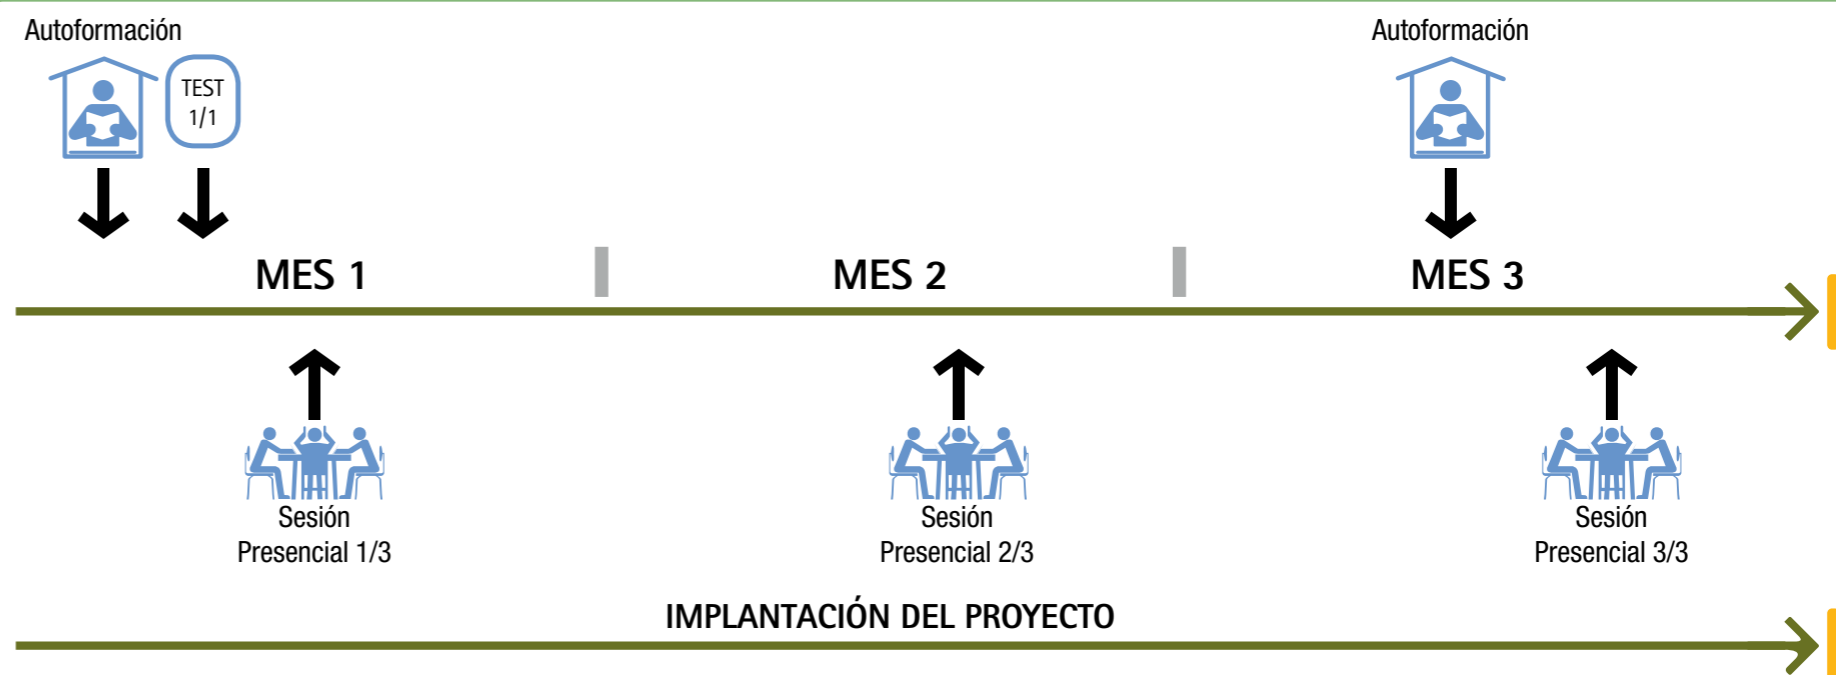 Autoformación
Autoformación
TEST
1/1
MES 1
MES 2
MES 3
Sesión
Presencial 1/3
Sesión
Presencial 2/3
Sesión
Presencial 3/3
IMPLANTACIÓN DEL PROYECTO